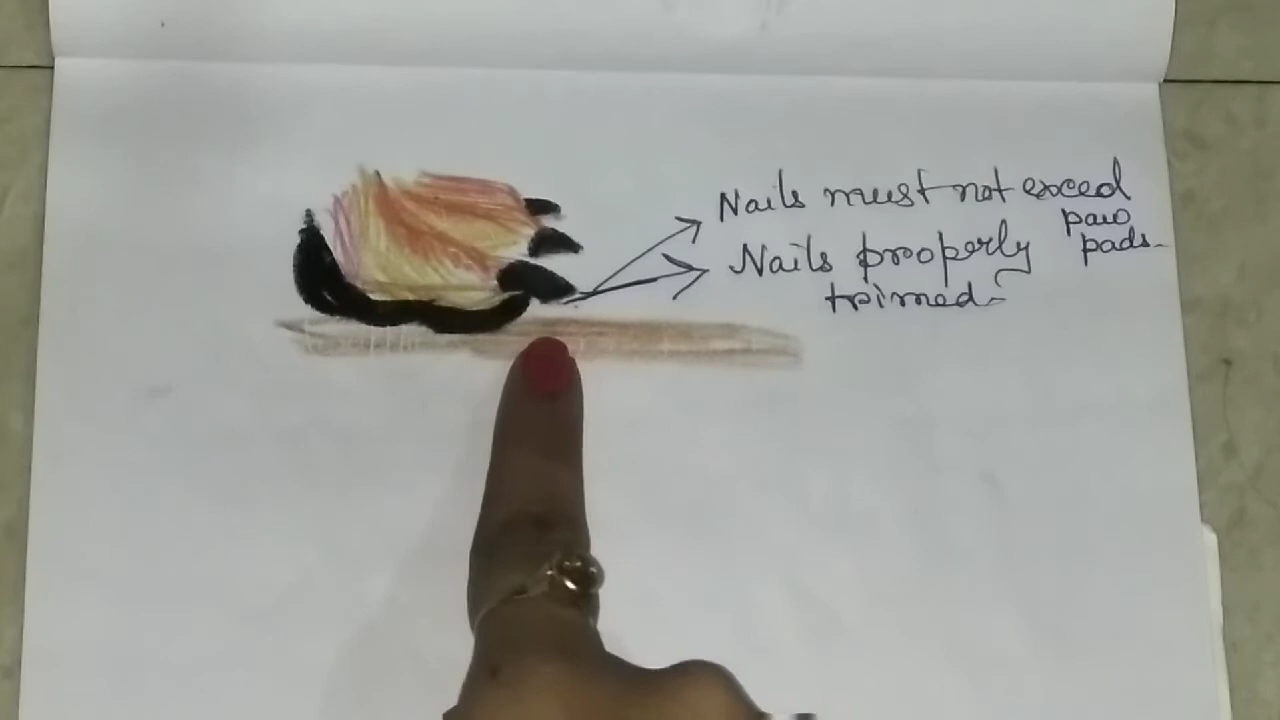 Nails must not exceed
paw
pads.
Nails properly
trimed.